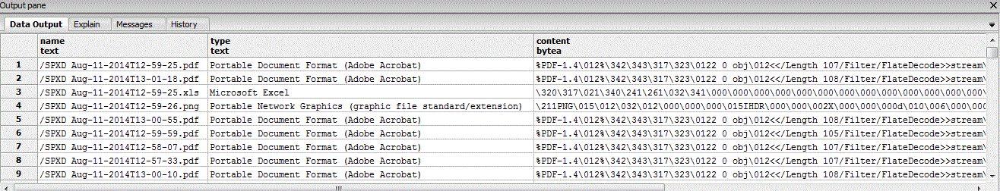 Output pane
Data Output Explain Messages History
name type content
text text bytea
1 /SPXD Aug-11-2014T12-59-25.pdf Portable Document Format (Adobe Acrobat) %PDF-1.4\012%\342\343\317\323\0122 0 obj\012<</Length 107/Filter/FlateDecode>>stream\
2 /SPXD Aug-11-2014T13-01-18.pdf Portable Document Format (Adobe Acrobat) %PDF-1.4\012%\342\343\317\323\0122 0 obj\012<</Length 108/Filter/FlateDecode>>stream\
3 /SPXD Aug-11-2014T12-59-25.xls Microsoft Excel \320\317\021\340\241\261\032\341\000\000\000\000\000\000\000\000\000\000\000\000\000\000
4 /SPXD Aug-11-2014T12-59-26.png Portable Network Graphics (graphic file standard/extension) \211PNG\015\012\032\012\000\000\000\015IHDR\000\000\002X\000\000\000d\010\006\000\000
5 /SPXD Aug-11-2014T13-00-55.pdf Portable Document Format (Adobe Acrobat) %PDF-1.4\012%\342\343\317\323\0122 0 obj\012<</Length 108/Filter/FlateDecode>>stream\
6 /SPXD Aug-11-2014T12-59-59.pdf Portable Document Format (Adobe Acrobat) %PDF-1.4\012%\342\343\317\323\0122 0 obj\012<</Length 105/Filter/FlateDecode>>stream\
7 /SPXD Aug-11-2014T12-58-07.pdf Portable Document Format (Adobe Acrobat) %PDF-1.4\012%\342\343\317\323\0122 0 obj\012<</Length 107/Filter/FlateDecode>>stream\
8 /SPXD Aug-11-2014T12-57-33.pdf Portable Document Format (Adobe Acrobat) %PDF-1.4\012%\342\343\317\323\0122 0 obj\012<</Length 107/Filter/FlateDecode>>stream\
9 /SPXD Aug-11-2014T13-00-10.pdf Portable Document Format (Adobe Acrobat) %PDF-1.4\012%\342\343\317\323\0122 0 obj\012<</Length 108/Filter/FlateDecode>>stream\